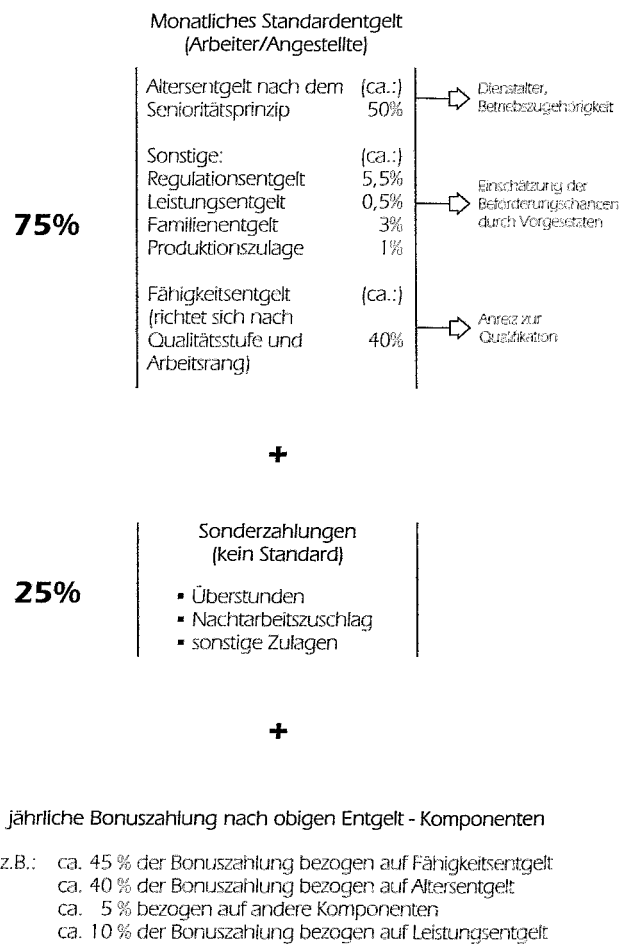 Monatliches Standardentgelt
(Arbeiter/Angestellte)
Altersentgelt nach dem (ca.:)
Senioritätsprinzip 50%
Dienstalter,
Betriebszugehörigkeit
Sonstige: (ca.:)
Regulationsentgelt 5,5%
Leistungsentgelt 0,5%
Familienentgelt 3%
Produktionszulage 1%
Einschätzung der
Beförderungschancen
durch Vorgesetzten
75%
Fähigkeitsentgelt (ca.:)
(richtet sich nach
Qualitätsstufe und 40%
Arbeitsrang)
Anreiz zur
Qualifikation
+
Sonderzahlungen
(kein Standard)
25%
▪ Überstunden
▪ Nachtarbeitszuschlag
▪ sonstige Zulagen
+
jährliche Bonuszahlung nach obigen Entgelt - Komponenten
z.B.: ca. 45 % der Bonuszahlung bezogen auf Fähigkeitsentgelt
ca. 40 % der Bonuszahlung bezogen auf Altersentgelt
ca. 5 % bezogen auf andere Komponenten
ca. 10 % der Bonuszahlung bezogen auf Leistungsentgelt